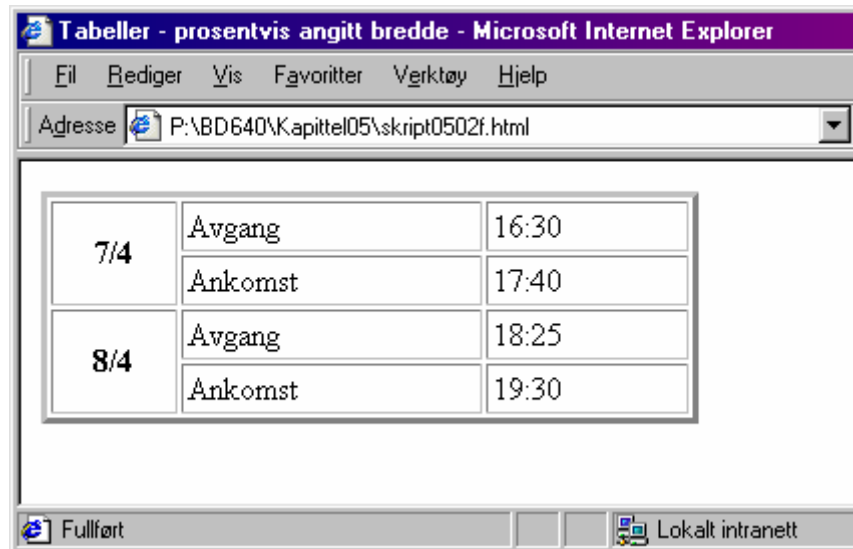 Tabeller - prosentvis angitt bredde - Microsoft Internet Explorer
Fil Rediger Vis Favoritter Verktøy Hjelp
Adresse P:\BD640\Kapittel05\skript0502f.html
7/4 Avgang 16:30
Ankomst 17:40
8/4 Avgang 18:25
Ankomst 19:30
Fullført Lokalt intranett